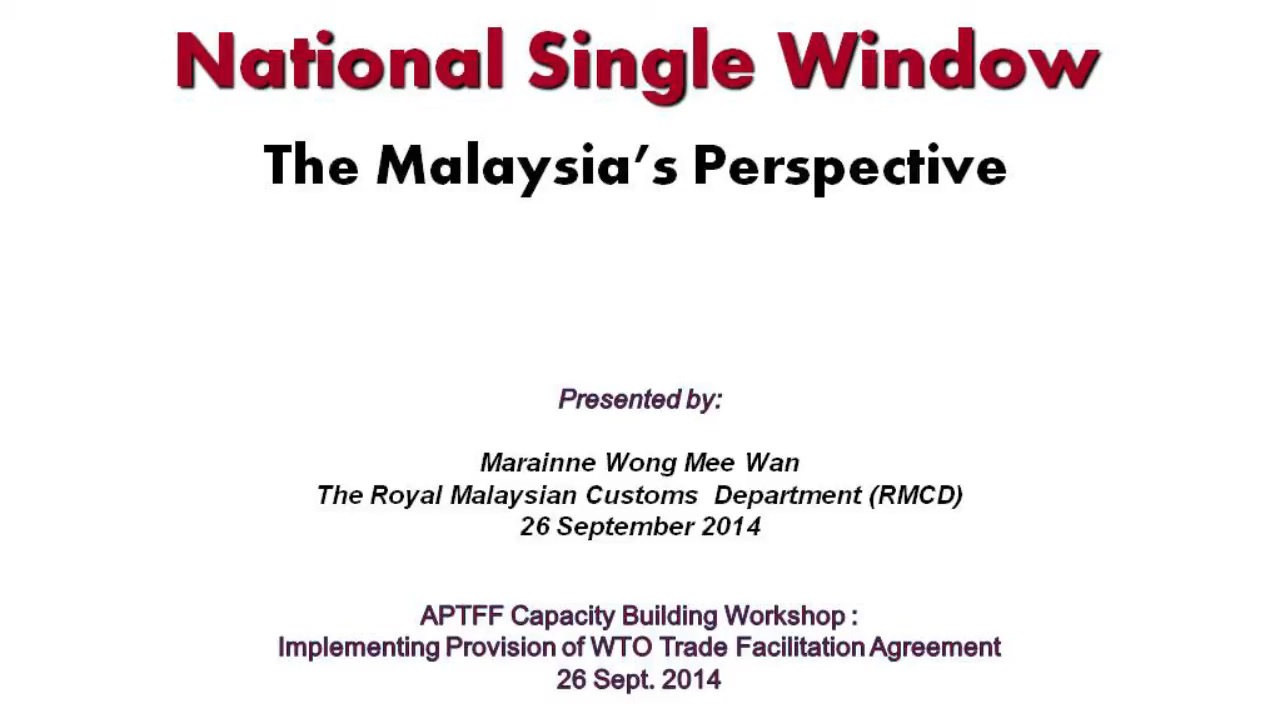 National Single Window
The Malaysia's Perspective
Presented by:
Marainne Wong Mee Wan
The Royal Malaysian Customs Department (RMCD)
26 September 2014
APTFF Capacity Building Workshop :
Implementing Provision of WTO Trade Facilitation Agreement
26 Sept. 2014